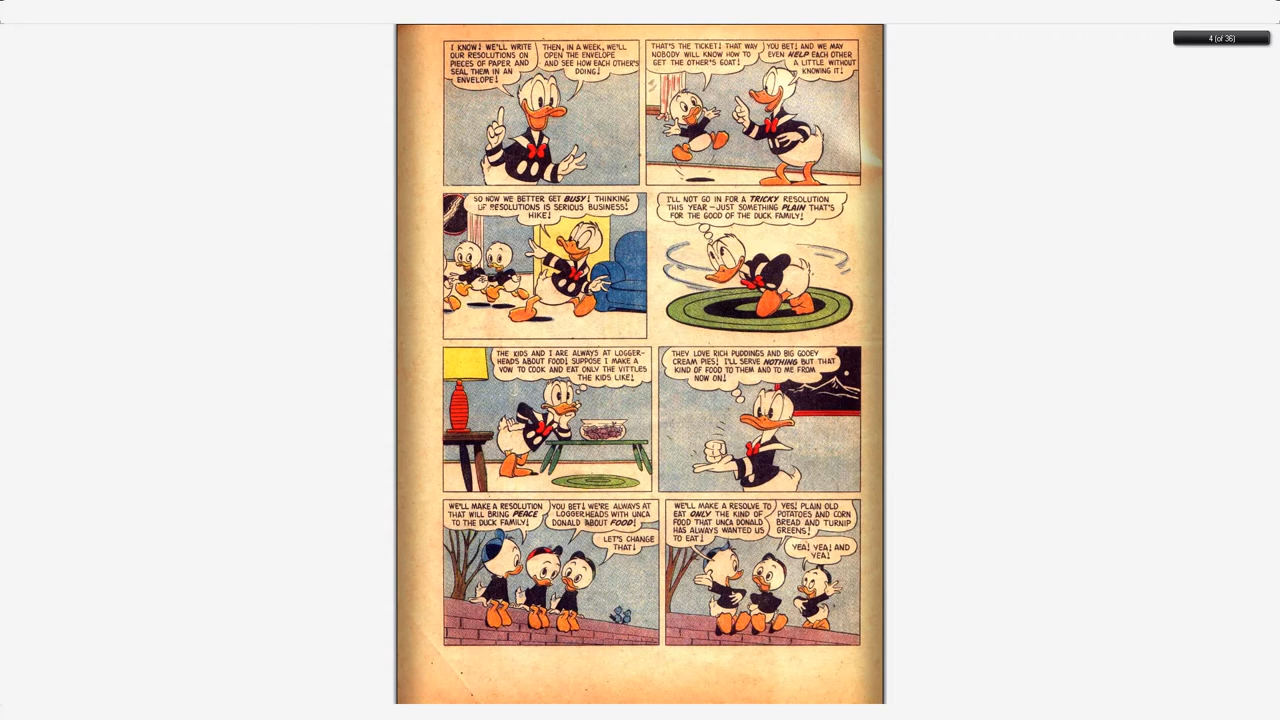 4 (of 36)
I KNOW! WE'LL WRITE
OUR RESOLUTIONS ON
PIECES OF PAPER AND
SEAL THEM IN AN
ENVELOPE!
THEN, IN A WEEK, WE'LL
OPEN THE ENVELOPE
AND SEE HOW EACH OTHER'S
DOING!
THAT'S THE TICKET! THAT WAY
NOBODY WILL KNOW HOW TO
GET THE OTHER'S GOAT!
YOU BET! AND WE MAY
EVEN HELP EACH OTHER
A LITTLE WITHOUT
KNOWING IT!
SO NOW WE BETTER GET BUSY! THINKING
UP RESOLUTIONS IS SERIOUS BUSINESS!
HIKE!
I'LL NOT GO IN FOR A TRICKY RESOLUTION
THIS YEAR—JUST SOMETHING PLAIN THAT'S
FOR THE GOOD OF THE DUCK FAMILY!
THE KIDS AND I ARE ALWAYS AT LOGGER-
HEADS ABOUT FOOD! SUPPOSE I MAKE A
VOW TO COOK AND EAT ONLY THE VITTLES
THE KIDS LIKE!
THEY LOVE RICH PUDDINGS AND BIG GOOEY
CREAM PIES! I'LL SERVE NOTHING BUT THAT
KIND OF FOOD TO THEM AND TO ME FROM
NOW ON!
WE'LL MAKE A RESOLUTION
THAT WILL BRING PEACE
TO THE DUCK FAMILY!
YOU BET! WE'RE ALWAYS AT
LOGGERHEADS WITH UNCA
DONALD ABOUT FOOD!
LET'S CHANGE
THAT!
WE'LL MAKE A RESOLVE TO
EAT ONLY THE KIND OF
FOOD THAT UNCA DONALD
HAS ALWAYS WANTED US
TO EAT!
YES! PLAIN OLD
POTATOES AND CORN
BREAD AND TURNIP
GREENS!
YEA! YEA! AND
YEA!